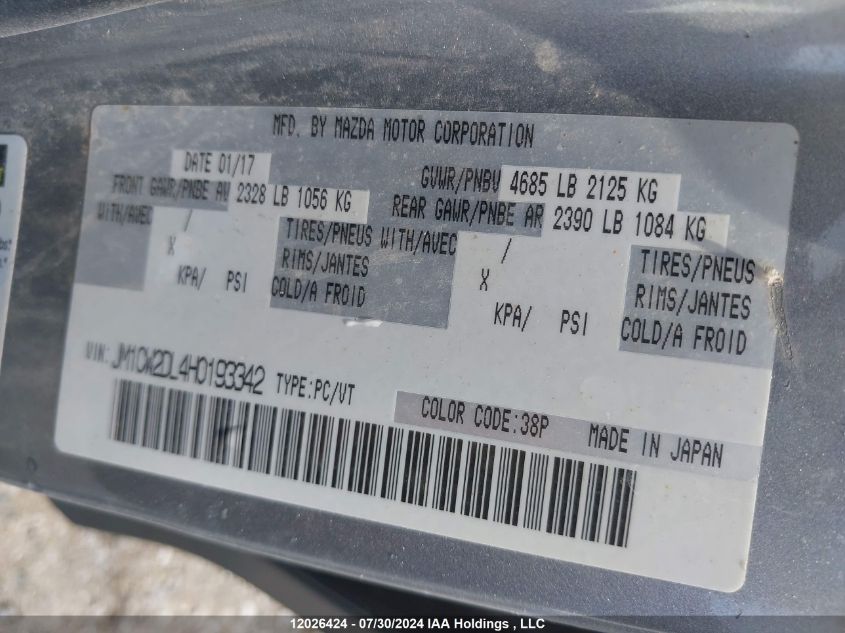 MFD. BY MAZDA MOTOR CORPORATION
DATE 01/17 GVWR/PNBV 4685 LB 2125 KG
FRONT GAWR/PNBE AV 2328 LB 1056 KG REAR GAWR/PNBE AR 2390 LB 1084 KG
WITH/AVEC / TIRES/PNEUS WITH/AVEC / TIRES/PNEUS
X RIMS/JANTES X RIMS/JANTES
KPA/ PSI COLD/A FROID KPA/ PSI COLD/A FROID
VIN: JM1CW2DL4H0193342 TYPE:PC/VT
COLOR CODE:38P MADE IN JAPAN
12026424 - 07/30/2024 IAA Holdings , LLC